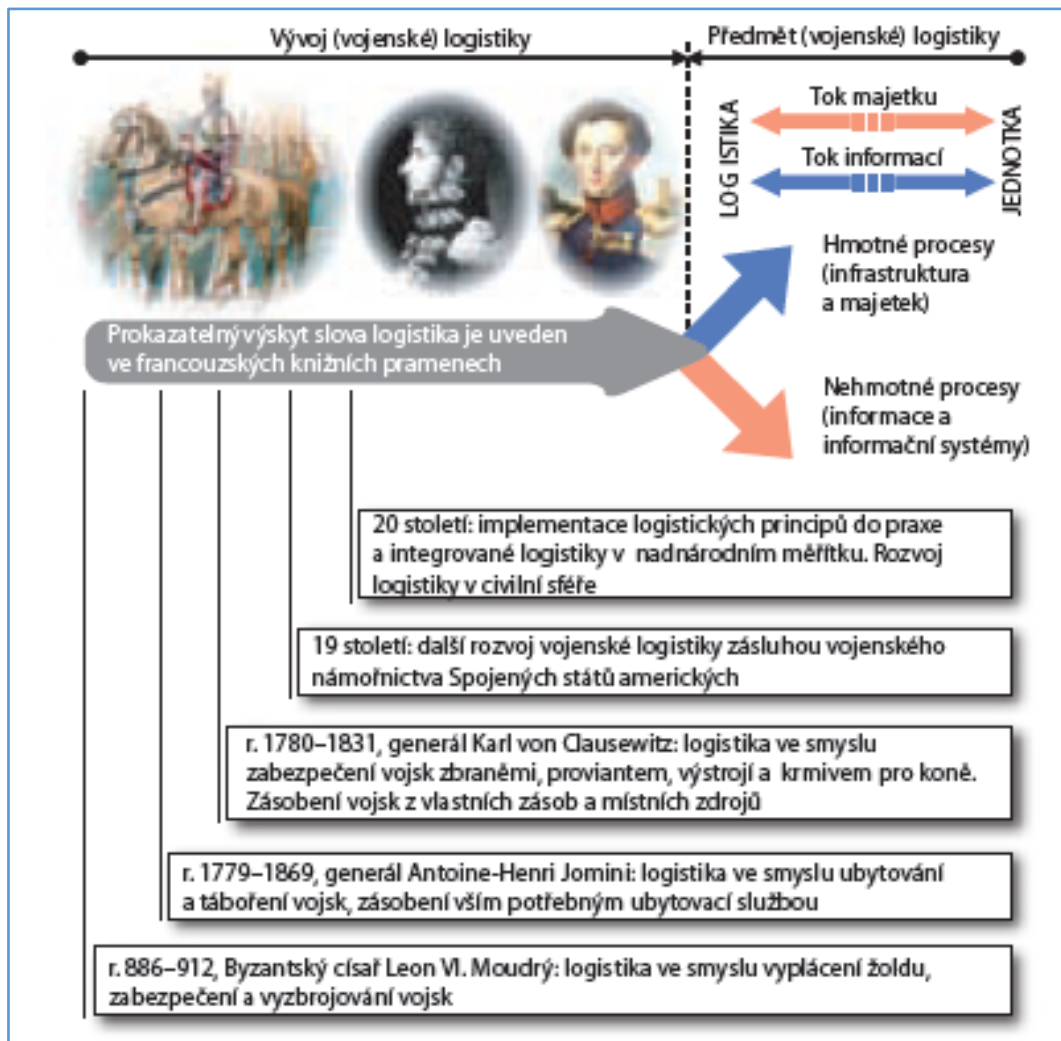 Vývoj (vojenské) logistiky
Předmět (vojenské) logistiky
LOGISTIKA
Tok majetku
Tok informací
JEDNOTKA
Hmotné procesy
(infrastruktura
a majetek)
Prokazatelný výskyt slova logistika je uveden
ve francouzských knižních pramenech
Nehmotné procesy
(informace a
informační systémy)
20 století: implementace logistických principů do praxe
a integrované logistiky v nadnárodním měřítku. Rozvoj
logistiky v civilní sféře
19 století: další rozvoj vojenské logistiky zásluhou vojenského
námořnictva Spojených států amerických
r. 1780–1831, generál Karl von Clausewitz: logistika ve smyslu
zabezpečení vojsk zbraněmi, proviantem, výstrojí a krmivem pro koně.
Zásobení vojsk z vlastních zásob a místních zdrojů
r. 1779–1869, generál Antoine-Henri Jomini: logistika ve smyslu ubytování
a táboření vojsk, zásobení vším potřebným ubytovací službou
r. 886–912, Byzantský císař Leon VI. Moudrý: logistika ve smyslu vyplácení žoldu,
zabezpečení a vyzbrojování vojsk